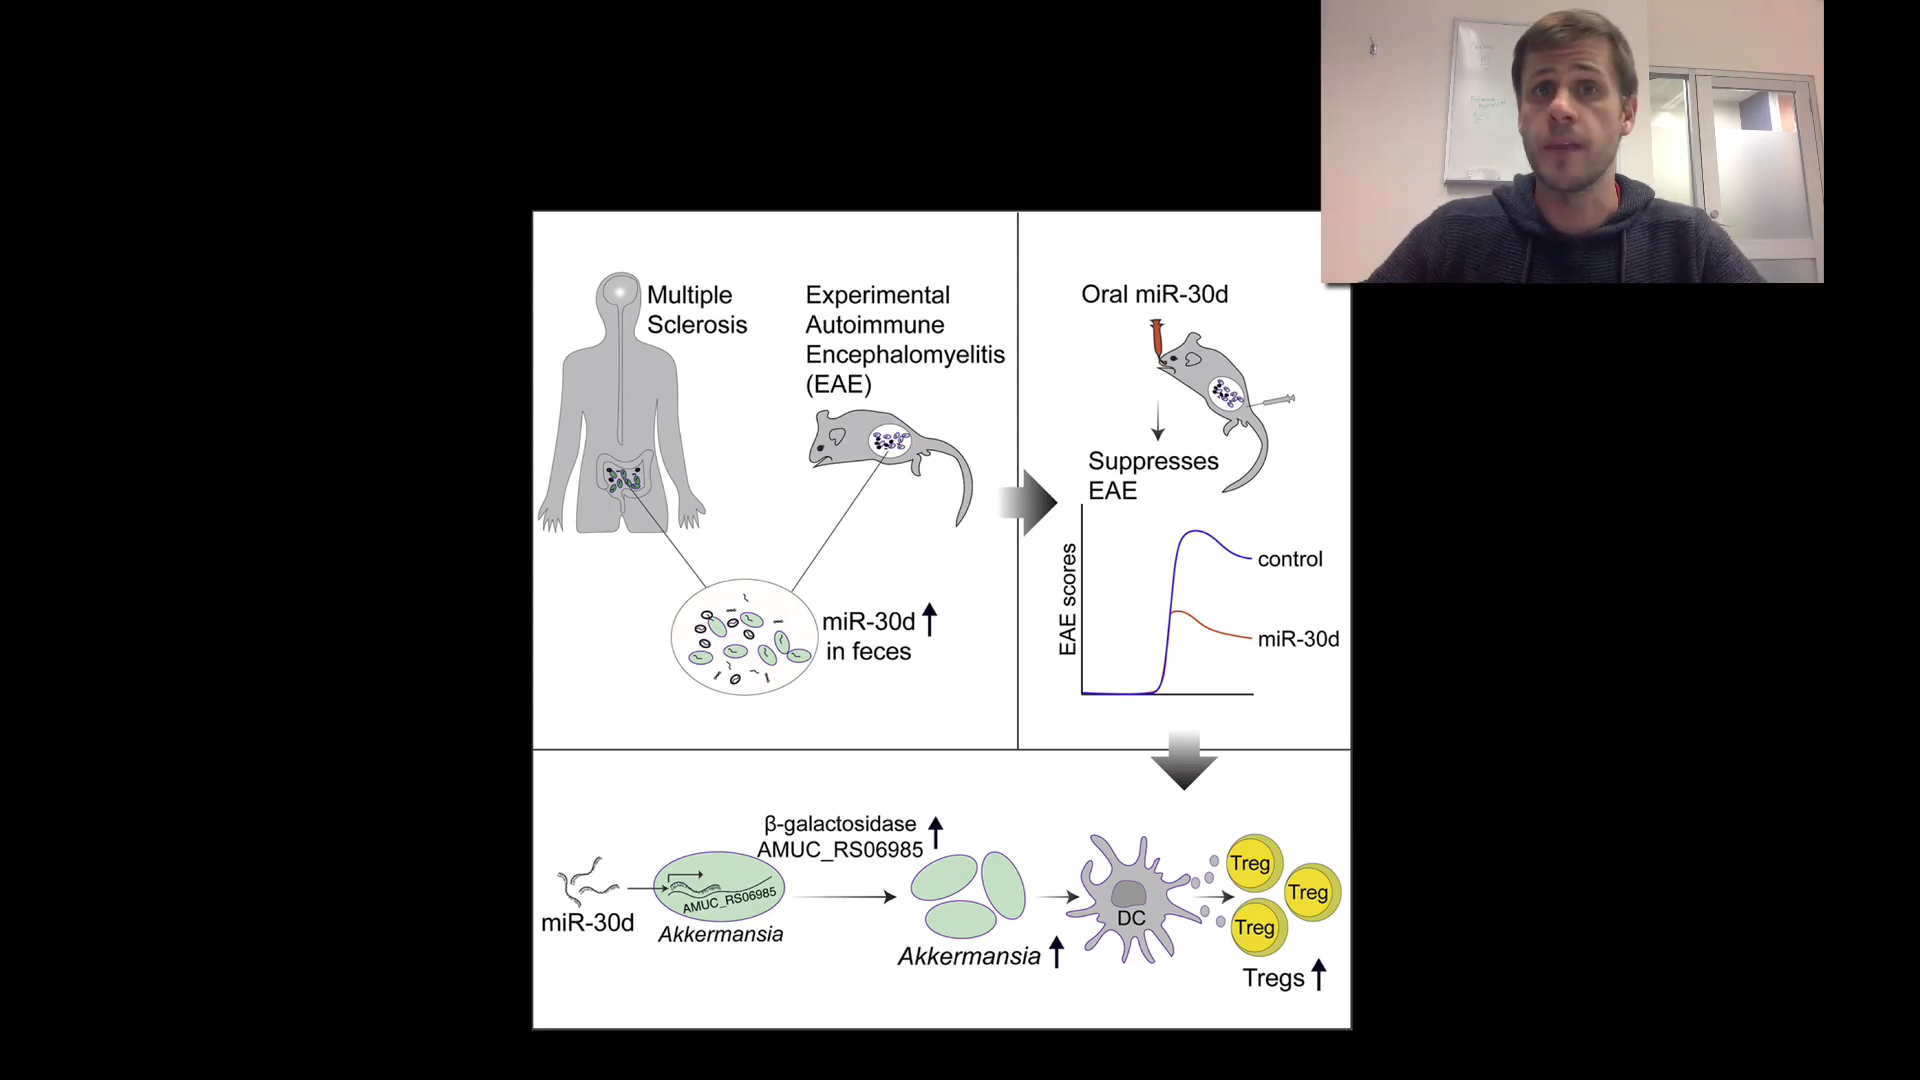 Multiple
Sclerosis
Experimental
Autoimmune
Encephalomyelitis
(EAE)
miR-30d
in feces
Oral miR-30d
Suppresses
EAE
EAE scores
control
miR-30d
miR-30d
AMUC_RS06985
Akkermansia
β-galactosidase
AMUC_RS06985
Akkermansia
DC
Treg
Treg
Treg
Tregs